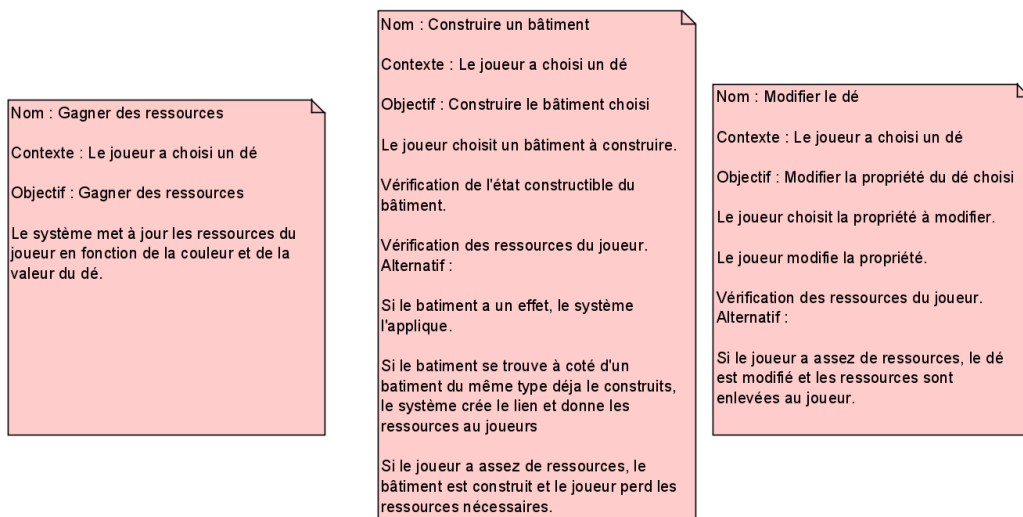 Nom : Gagner des ressources
Contexte : Le joueur a choisi un dé
Objectif : Gagner des ressources
Le système met à jour les ressources du
joueur en fonction de la couleur et de la
valeur du dé.
Nom : Construire un bâtiment
Contexte : Le joueur a choisi un dé
Objectif : Construire le bâtiment choisi
Le joueur choisit un bâtiment à construire.
Vérification de l'état constructible du
bâtiment.
Vérification des ressources du joueur.
Alternatif :
Si le batiment a un effet, le système
l'applique.
Si le batiment se trouve à coté d'un
batiment du même type déja le construits,
le système crée le lien et donne les
ressources au joueurs
Si le joueur a assez de ressources, le
bâtiment est construit et le joueur perd les
ressources nécessaires.
Nom : Modifier le dé
Contexte : Le joueur a choisi un dé
Objectif : Modifier la propriété du dé choisi
Le joueur choisit la propriété à modifier.
Le joueur modifie la propriété.
Vérification des ressources du joueur.
Alternatif :
Si le joueur a assez de ressources, le dé
est modifié et les ressources sont
enlevées au joueur.